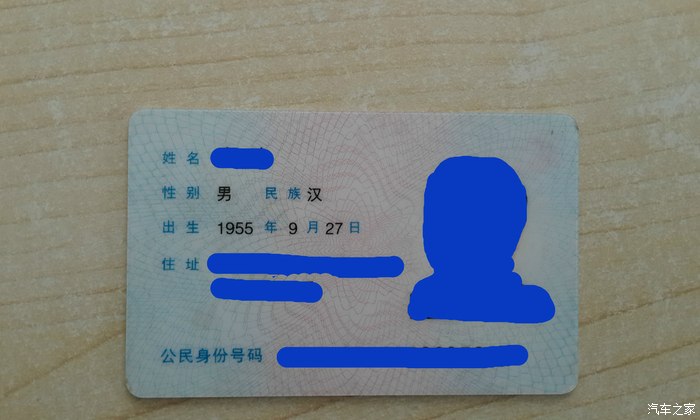 姓名
性别 男 民族 汉
出生 1955 年 9 月 27 日
住址
公民身份号码
汽车之家